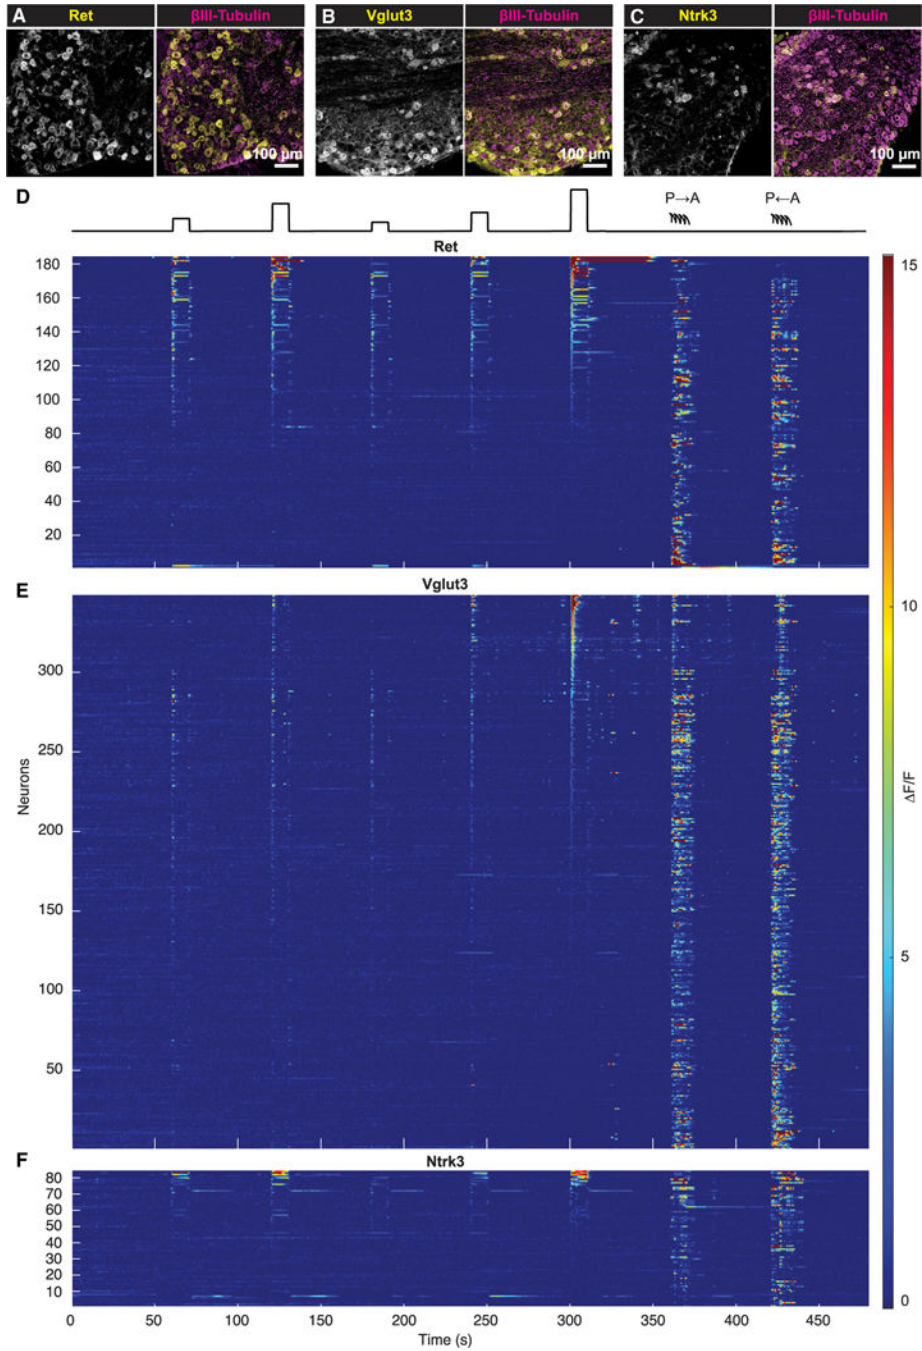 A Ret βIII-Tubulin B Vglut3 βIII-Tubulin C Ntrk3 βIII-Tubulin
100 µm 100 µm 100 µm
D P→A P←A
Ret
180
160
140
120
100
80
60
40
20
E Vglut3
300
250
200
150
100
50
Neurons
F Ntrk3
80
70
60
50
40
30
20
10
0 50 100 150 200 250 300 350 400 450
Time (s)
15
10
5
0
ΔF/F